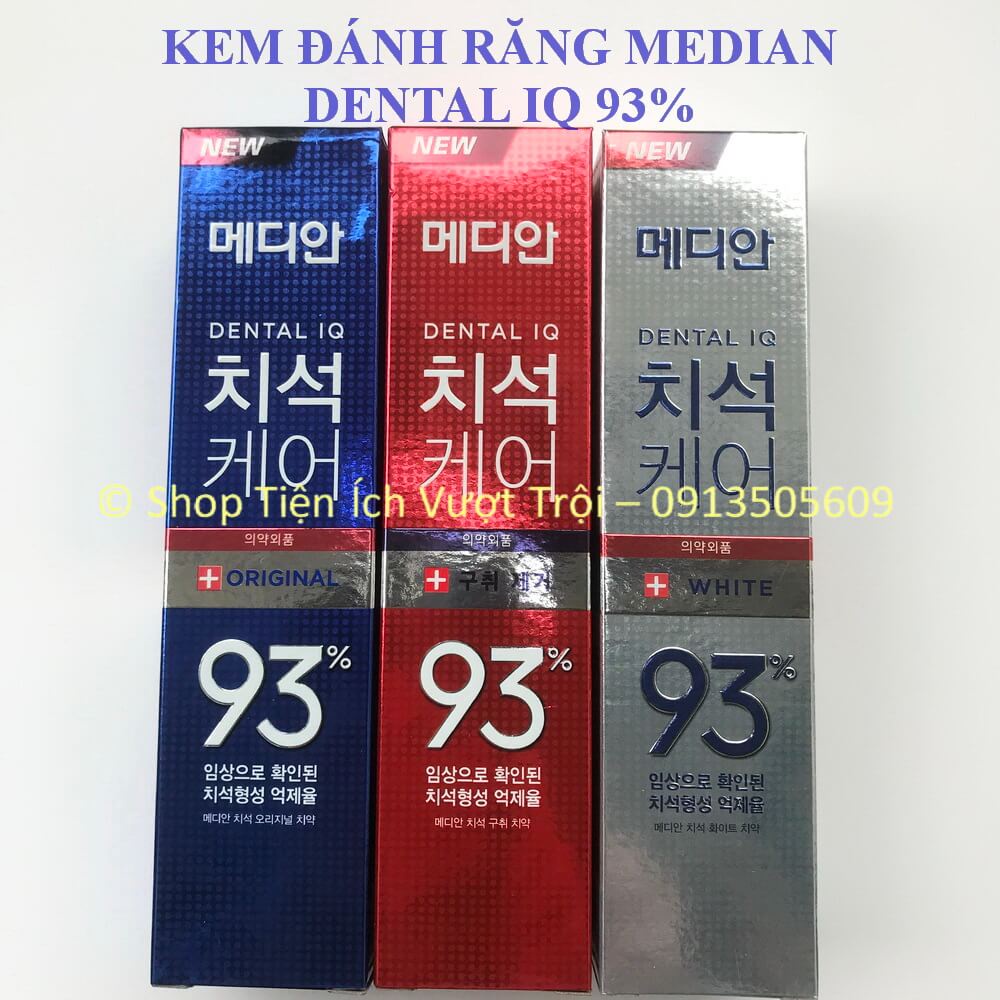 KEM ĐÁNH RĂNG MEDIAN
DENTAL IQ 93%
NEW
메디안
DENTAL IQ
치석
케어
의약외품
ORIGINAL
93%
임상으로 확인된
치석형성 억제율
메디안 치석 오리지널 치약
NEW
메디안
DENTAL IQ
치석
케어
의약외품
구취 제거
93%
임상으로 확인된
치석형성 억제율
메디안 치석 구취 치약
NEW
메디안
DENTAL IQ
치석
케어
의약외품
WHITE
93%
임상으로 확인된
치석형성 억제율
메디안 치석 화이트 치약
© Shop Tiện Ích Vượt Trội – 0913505609